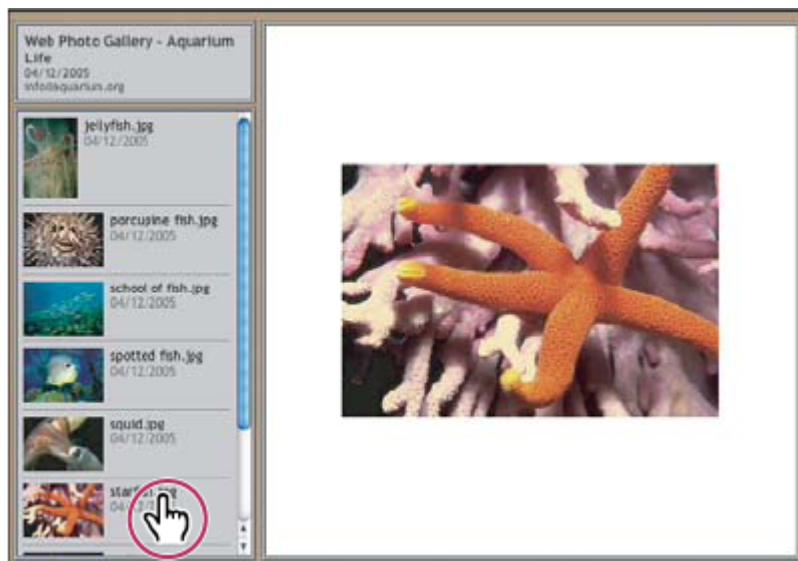 Web Photo Gallery - Aquarium
Life
04/12/2005
info@aquarium.org
jellyfish.jpg
04/12/2005
porcupine fish.jpg
04/12/2005
school of fish.jpg
04/12/2005
spotted fish.jpg
04/12/2005
squid.jpg
04/12/2005